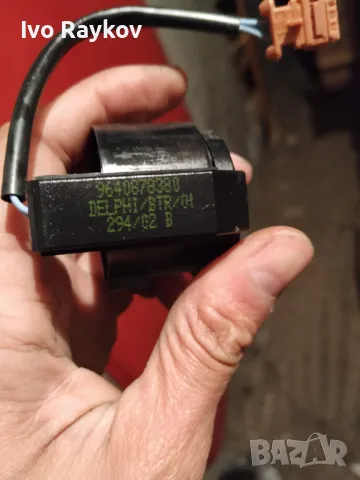 Ivo Raykov
9640878380
DELPHI/BTR/01
294/02 B
BAZAR